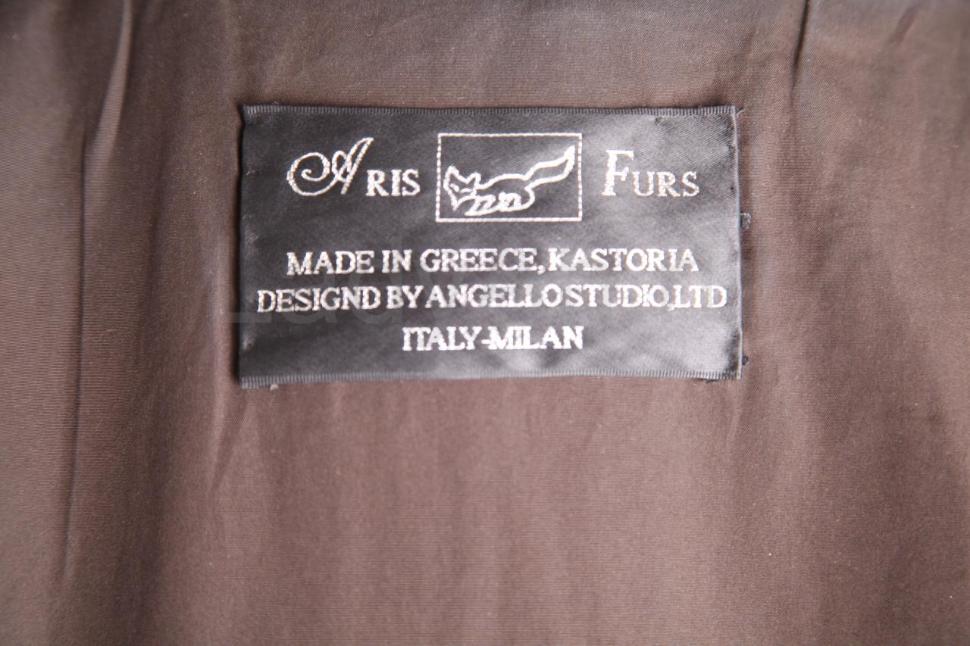 ARIS FURS
MADE IN GREECE, KASTORIA
DESIGND BY ANGELLO STUDIO, LTD
ITALY-MILAN